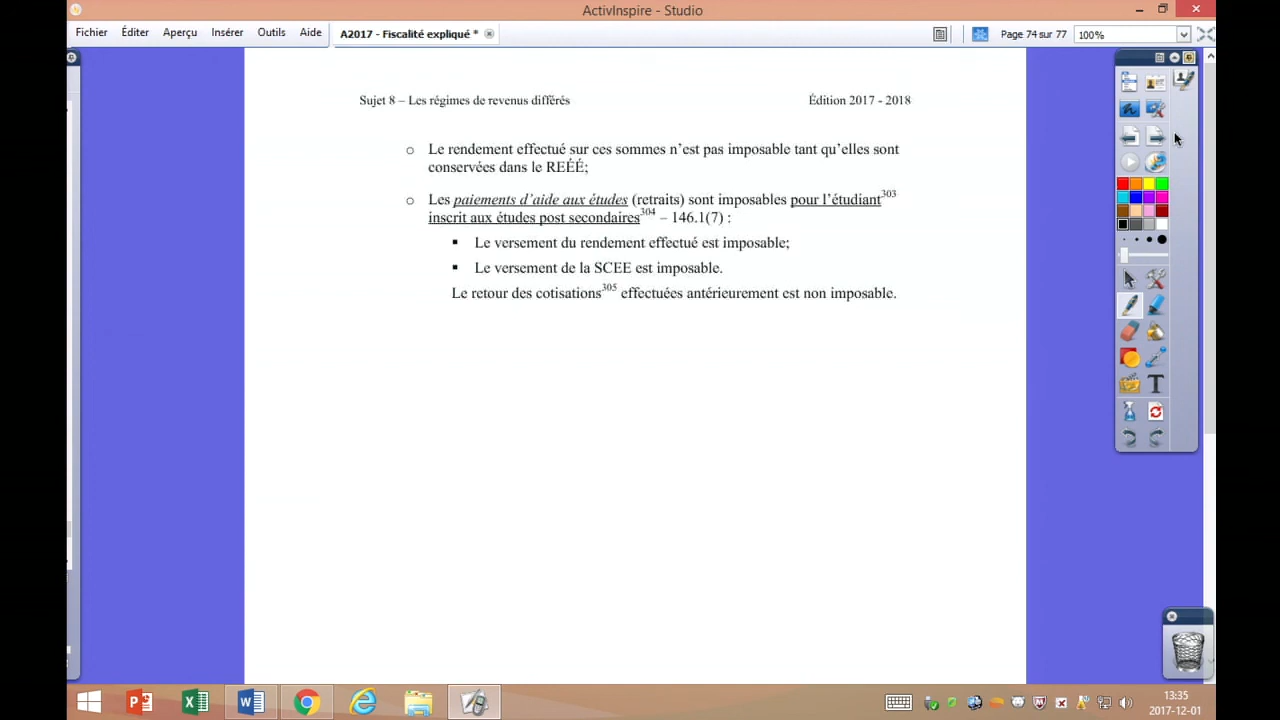 ActivInspire - Studio
Fichier Éditer Aperçu Insérer Outils Aide A2017 - Fiscalité expliqué * Page 74 sur 77 100%
Sujet 8 – Les régimes de revenus différés Édition 2017 - 2018
o Le rendement effectué sur ces sommes n’est pas imposable tant qu’elles sont
conservées dans le REÉÉ;
o Les paiements d’aide aux études (retraits) sont imposables pour l’étudiant303
inscrit aux études post secondaires304 – 146.1(7) :
▪ Le versement du rendement effectué est imposable;
▪ Le versement de la SCEE est imposable.
Le retour des cotisations305 effectuées antérieurement est non imposable.
13:35
2017-12-01